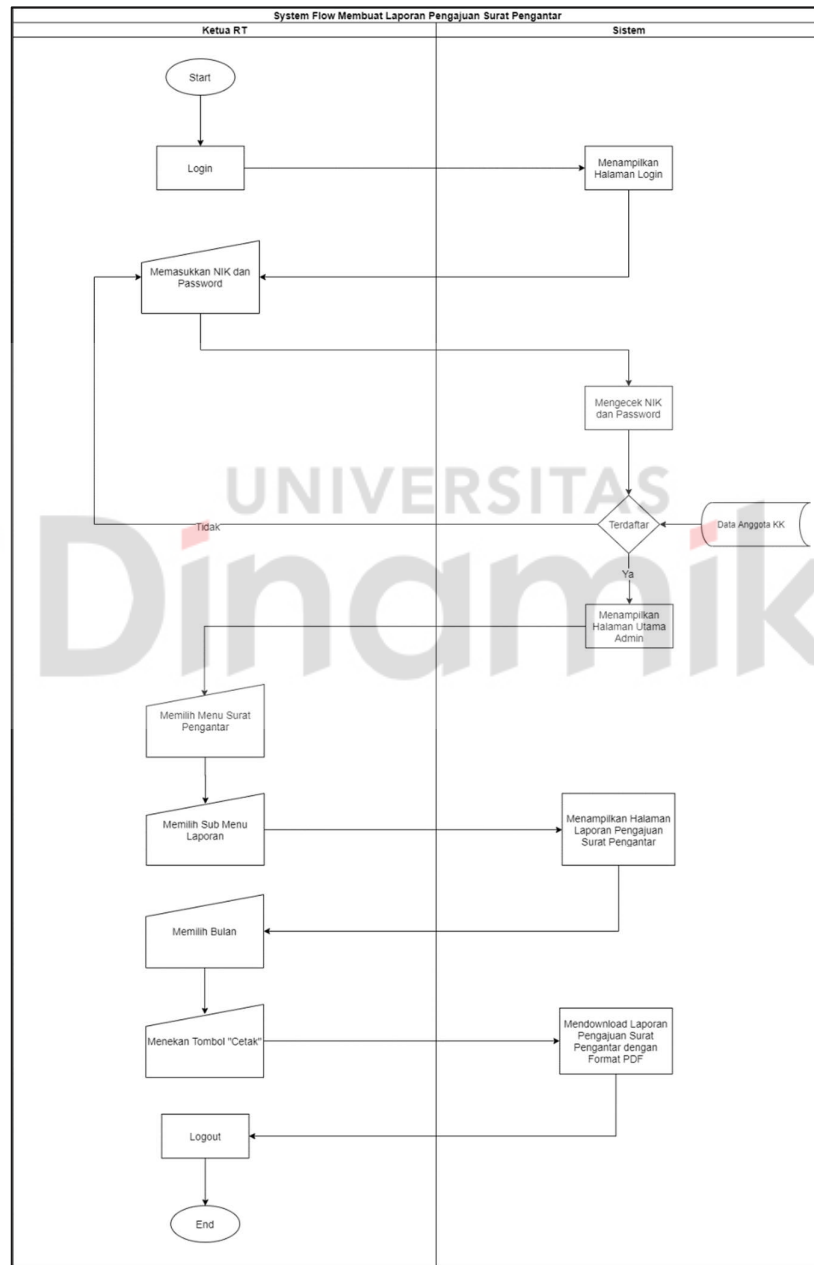 System Flow Membuat Laporan Pengajuan Surat Pengantar
Ketua RT
Sistem
Start
Login
Menampilkan
Halaman Login
Memasukkan NIK dan
Password
Mengecek NIK
dan Password
UNIVERSITAS
Dinamik
Tidak
Terdaftar
Data Anggota KK
Ya
Menampilkan
Halaman Utama
Admin
Memilih Menu Surat
Pengantar
Memilih Sub Menu
Laporan
Menampilkan Halaman
Laporan Pengajuan
Surat Pengantar
Memilih Bulan
Menekan Tombol "Cetak"
Mendownload Laporan
Pengajuan Surat
Pengantar dengan
Format PDF
Logout
End